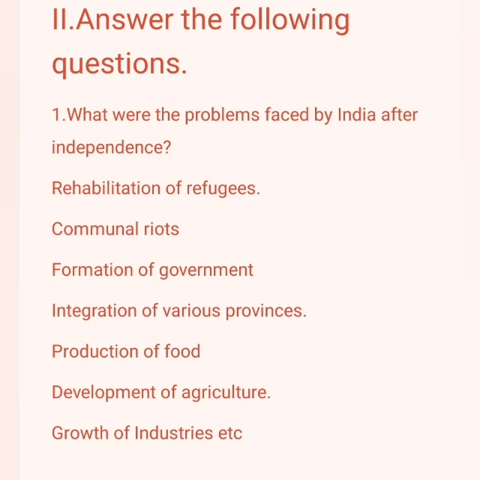 II.Answer the following
questions.
1.What were the problems faced by India after
independence?
Rehabilitation of refugees.
Communal riots
Formation of government
Integration of various provinces.
Production of food
Development of agriculture.
Growth of Industries etc